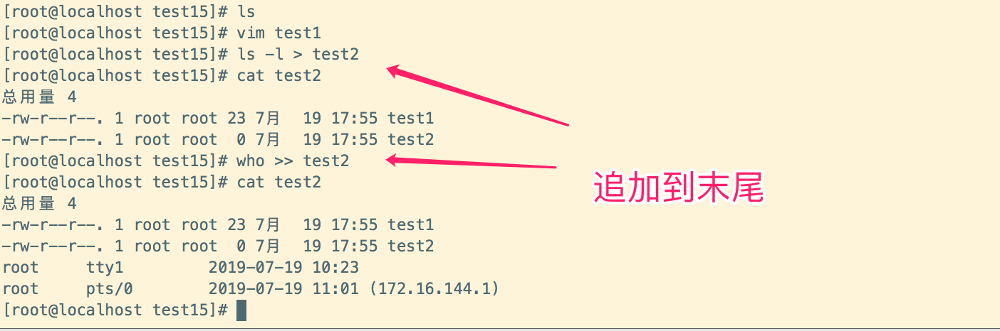 [root@localhost test15]# ls
[root@localhost test15]# vim test1
[root@localhost test15]# ls -l > test2
[root@localhost test15]# cat test2
总用量 4
-rw-r--r--. 1 root root 23 7月  19 17:55 test1
-rw-r--r--. 1 root root  0 7月  19 17:55 test2
[root@localhost test15]# who >> test2
追加到末尾
[root@localhost test15]# cat test2
总用量 4
-rw-r--r--. 1 root root 23 7月  19 17:55 test1
-rw-r--r--. 1 root root  0 7月  19 17:55 test2
root     tty1         2019-07-19 10:23
root     pts/0        2019-07-19 11:01 (172.16.144.1)
[root@localhost test15]#